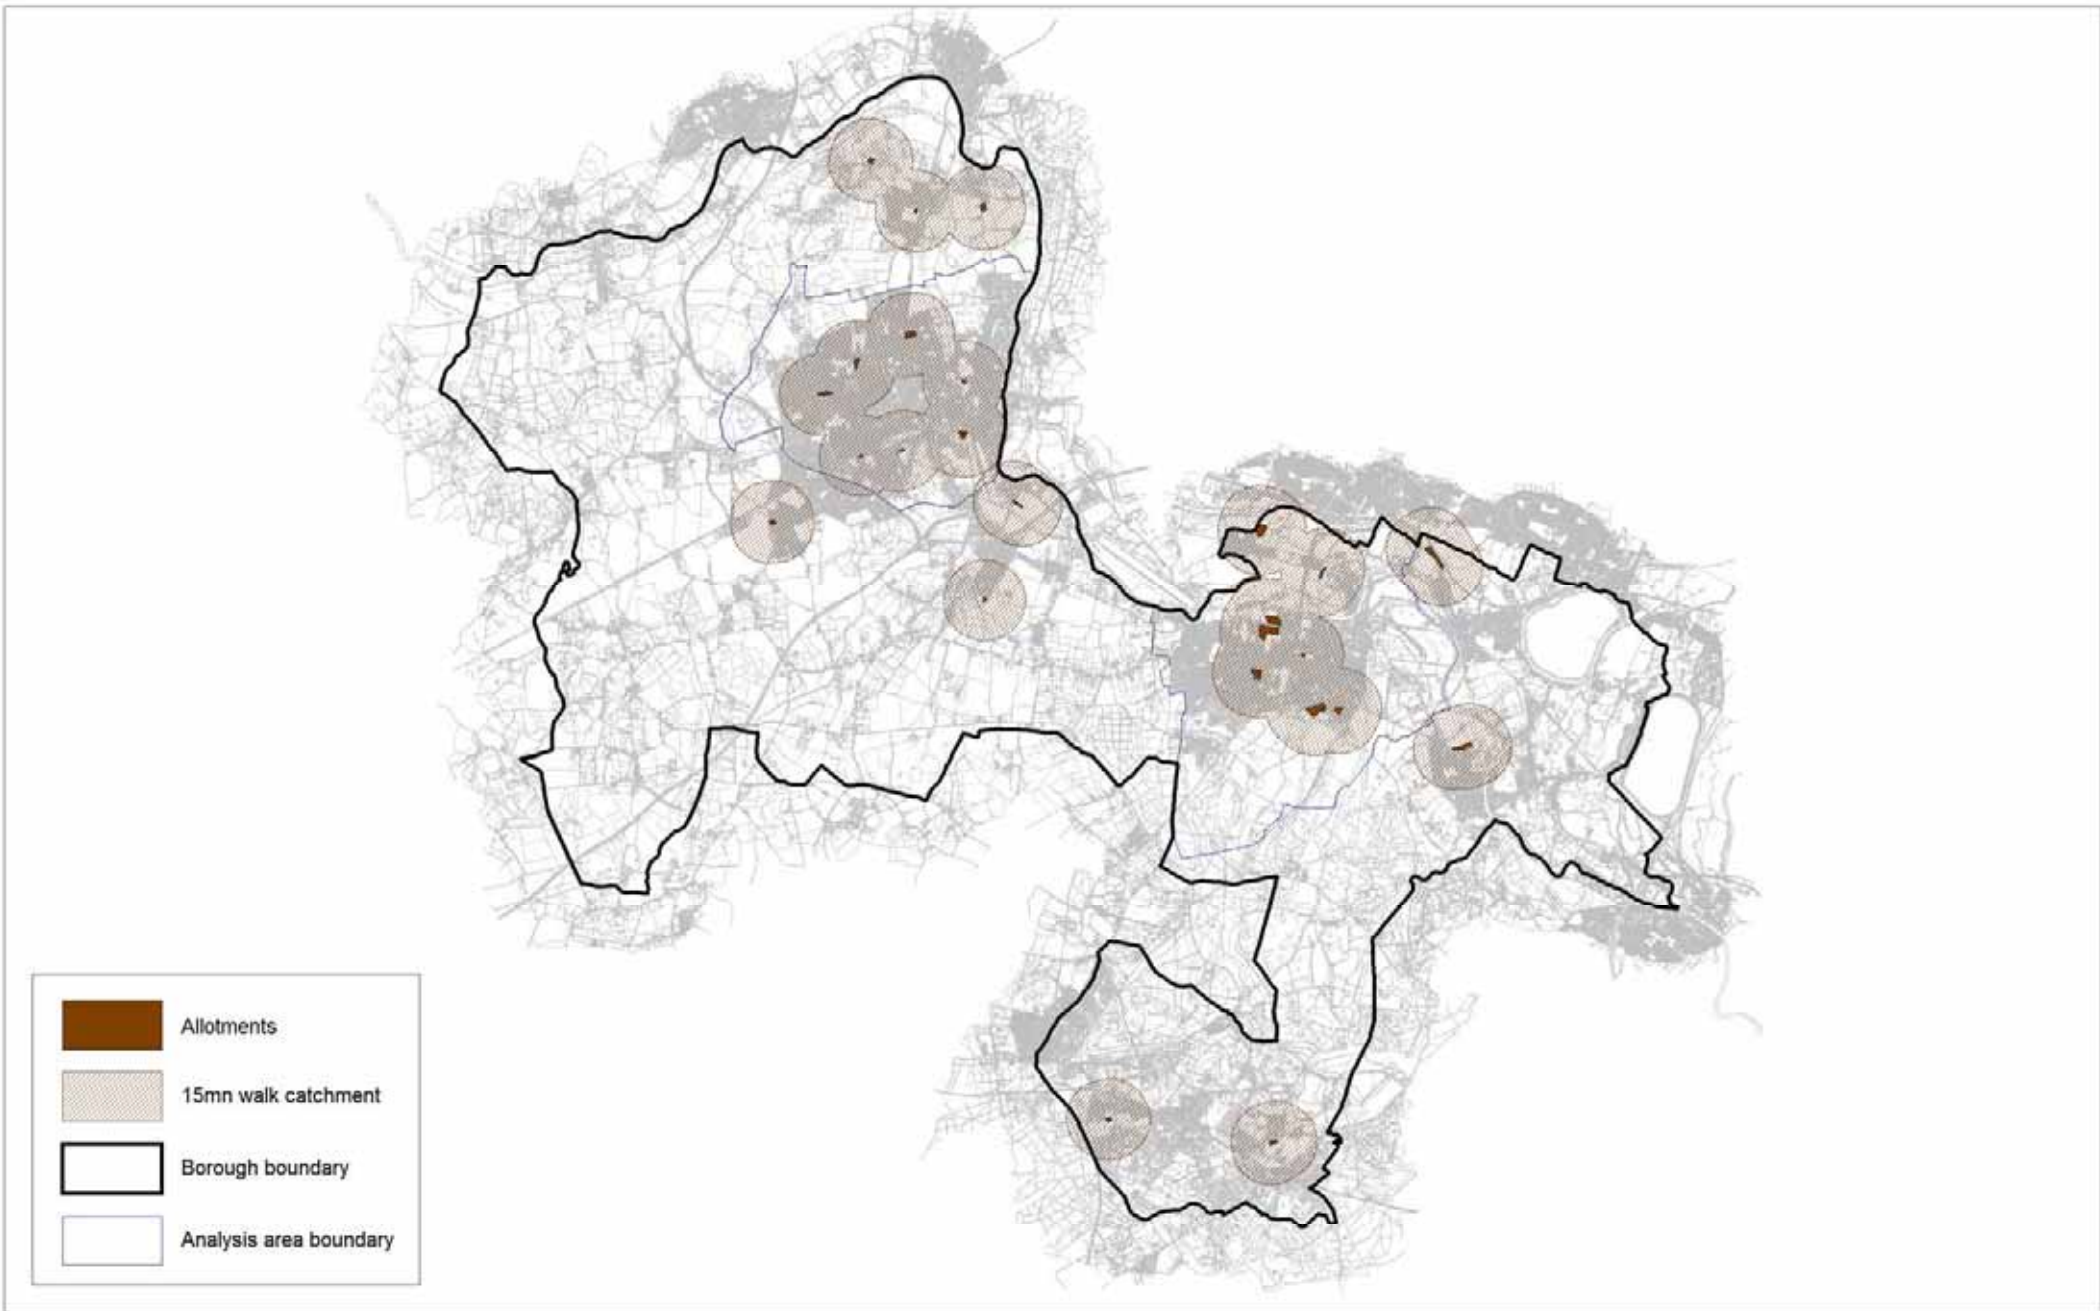 Allotments
15mn walk catchment
Borough boundary
Analysis area boundary